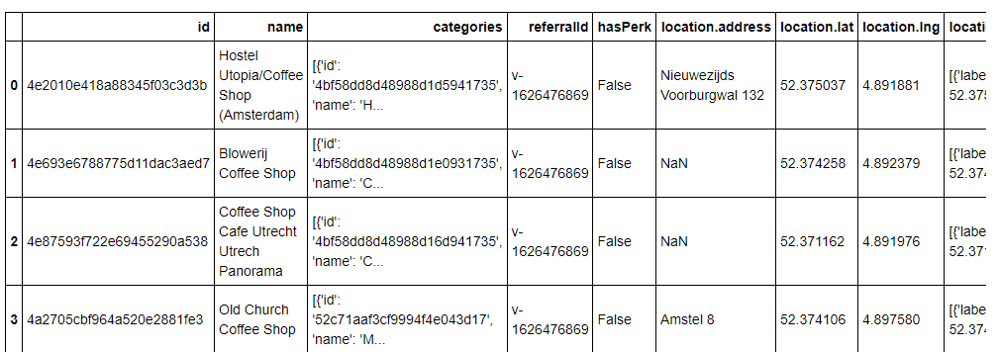 id name categories referralId hasPerk location.address location.lat location.lng locati
0 4e2010e418a88345f03c3d3b Hostel Utopia/Coffee Shop (Amsterdam) [{'id': '4bf58dd8d48988d1d5941735', 'name': 'H... v-1626476869 False Nieuwezijds Voorburgwal 132 52.375037 4.891881 [{'labe 52.375
1 4e693e6788775d11dac3aed7 Blowerij Coffee Shop [{'id': '4bf58dd8d48988d1e0931735', 'name': 'C... v-1626476869 False NaN 52.374258 4.892379 [{'labe 52.374
2 4e87593f722e69455290a538 Coffee Shop Cafe Utrecht Utrech Panorama [{'id': '4bf58dd8d48988d16d941735', 'name': 'C... v-1626476869 False NaN 52.371162 4.891976 [{'labe 52.371
3 4a2705cbf964a520e2881fe3 Old Church Coffee Shop [{'id': '52c71aaf3cf9994f4e043d17', 'name': 'M... v-1626476869 False Amstel 8 52.374106 4.897580 [{'labe 52.374